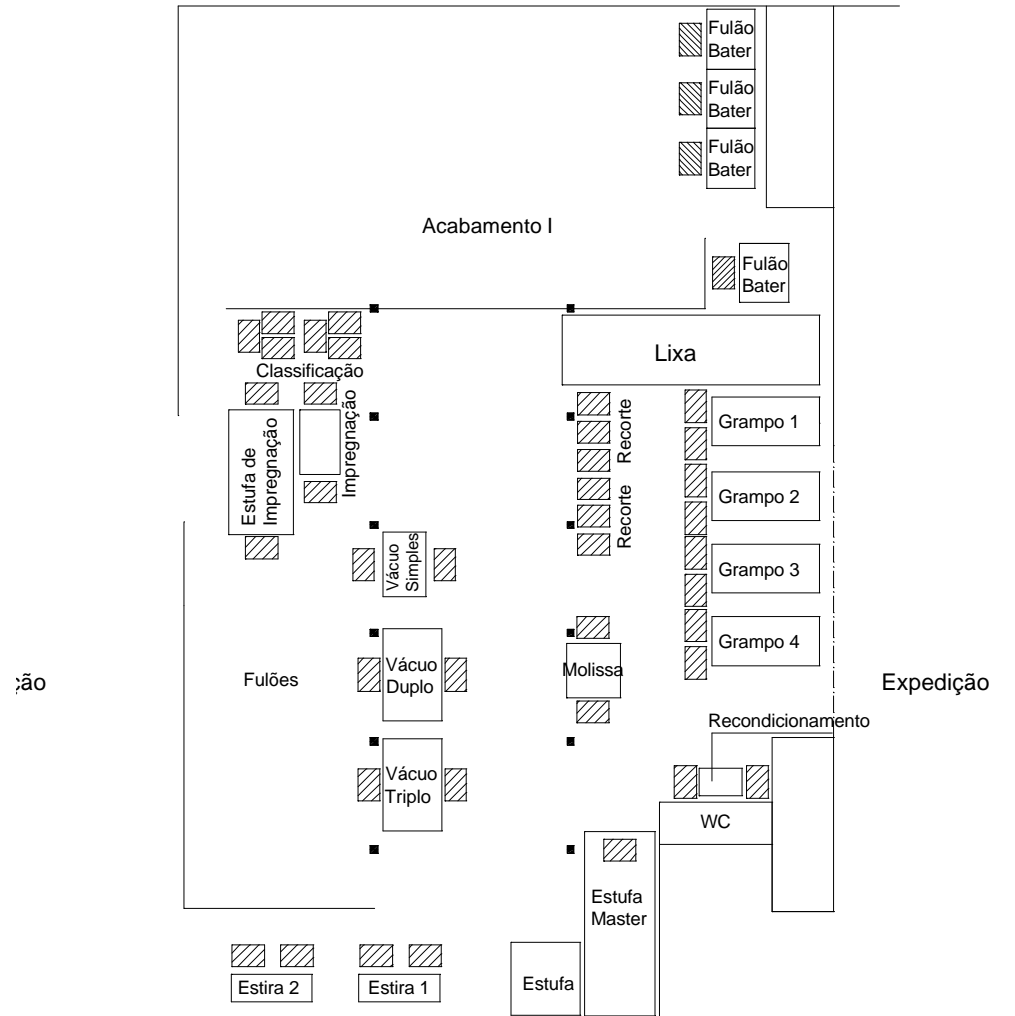 Fulão
Bater
Fulão
Bater
Fulão
Bater
Acabamento I
Fulão
Bater
Lixa
Classificação
Estufa de
Impregnação
Impregnação
Recorte
Recorte
Grampo 1
Grampo 2
Grampo 3
Grampo 4
Vácuo
Simples
Vácuo
Duplo
Fulões
Molissa
ção
Expedição
Recondicionamento
Vácuo
Triplo
WC
Estufa
Master
Estufa
Estira 2
Estira 1